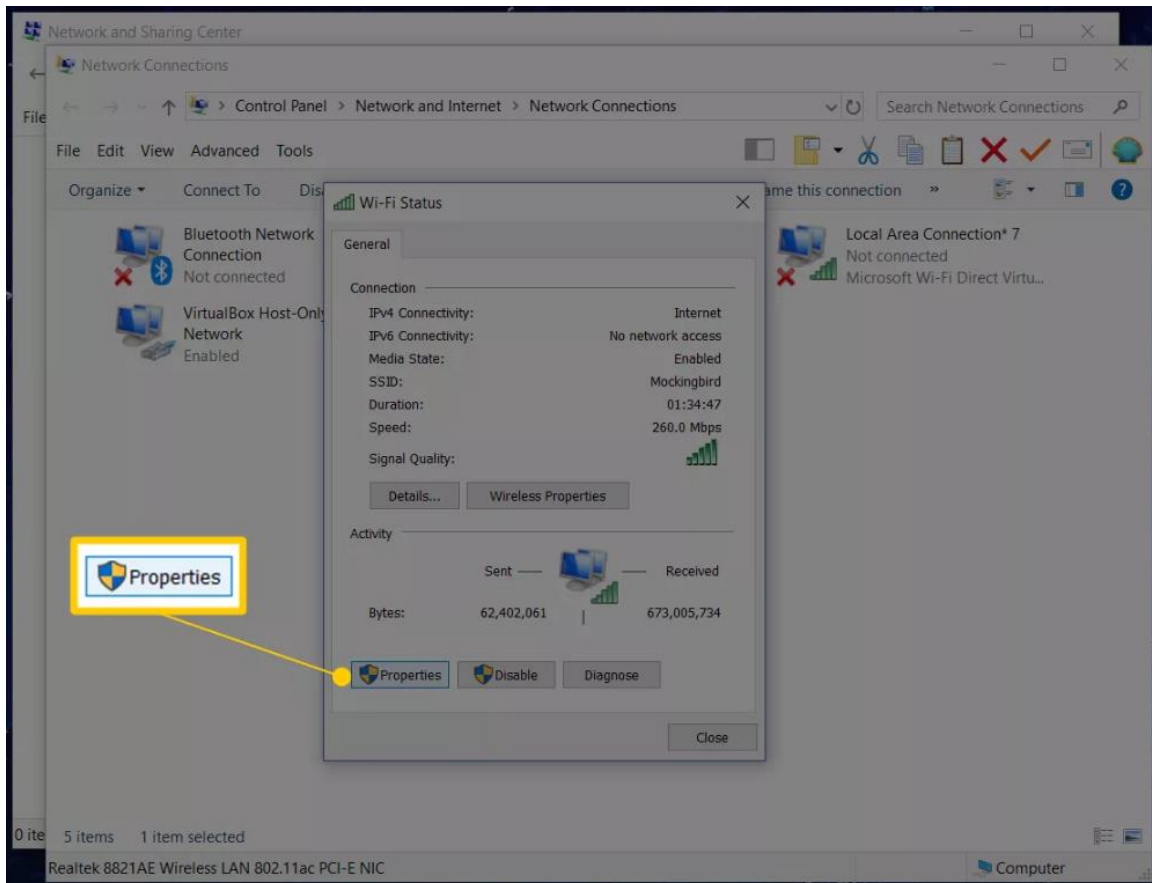 Network and Sharing Center
Network Connections
File
Control Panel > Network and Internet > Network Connections
Search Network Connections
File Edit View Advanced Tools
Organize Connect To Dis
ame this connection »
Bluetooth Network
Connection
Not connected
VirtualBox Host-Only
Network
Enabled
Local Area Connection* 7
Not connected
Microsoft Wi-Fi Direct Virtu...
Wi-Fi Status
General
Connection
IPv4 Connectivity: Internet
IPv6 Connectivity: No network access
Media State: Enabled
SSID: Mockingbird
Duration: 01:34:47
Speed: 260.0 Mbps
Signal Quality:
Details... Wireless Properties
Activity
Sent Received
Bytes: 62,402,061 673,005,734
Properties
Properties Disable Diagnose
Close
0 ite
5 items 1 item selected
Realtek 8821AE Wireless LAN 802.11ac PCI-E NIC
Computer